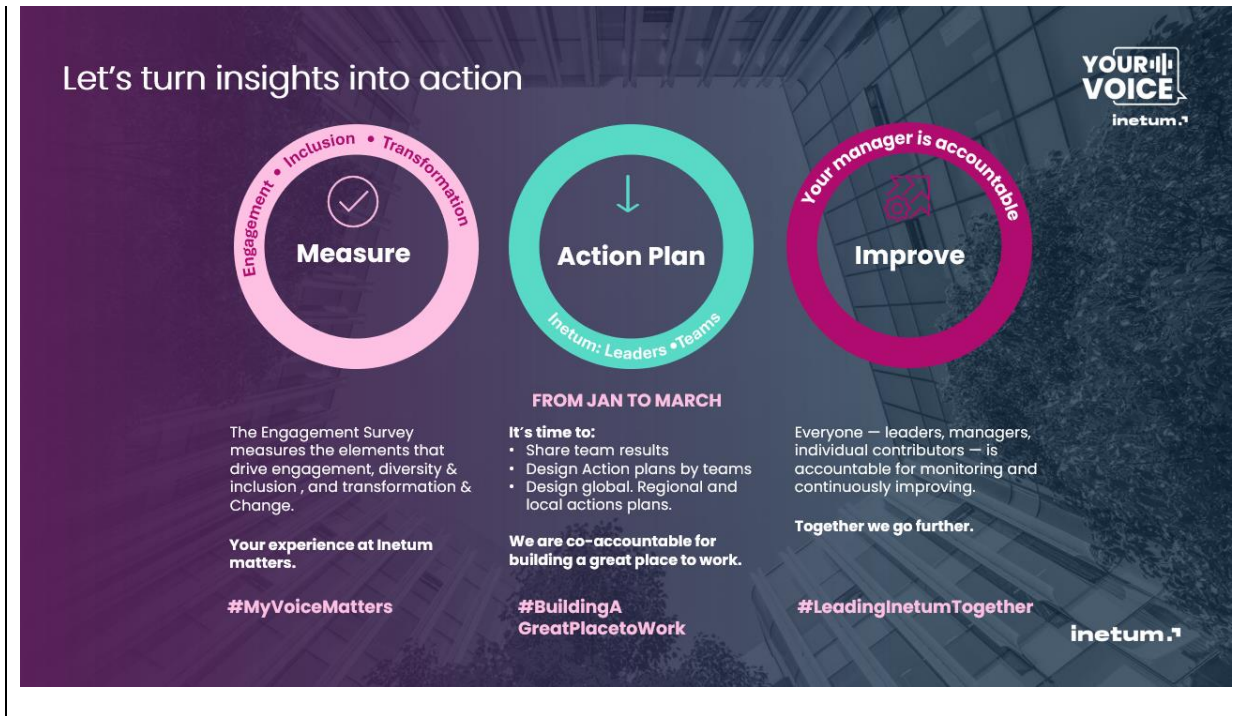 Let's turn insights into action
YOUR
VOICE
inetum.
Engagement • Inclusion • Transformation
Measure
Action Plan
Inetum: Leaders •Teams
Your manager is accountable
Improve
The Engagement Survey
measures the elements that
drive engagement, diversity &
inclusion , and transformation &
Change.
Your experience at Inetum
matters.
#MyVoiceMatters
FROM JAN TO MARCH
It´s time to:
• Share team results
• Design Action plans by teams
• Design global. Regional and
local actions plans.
We are co-accountable for
building a great place to work.
#BuildingA
GreatPlacetoWork
Everyone — leaders, managers,
individual contributors — is
accountable for monitoring and
continuously improving.
Together we go further.
#LeadingInetumTogether
inetum.